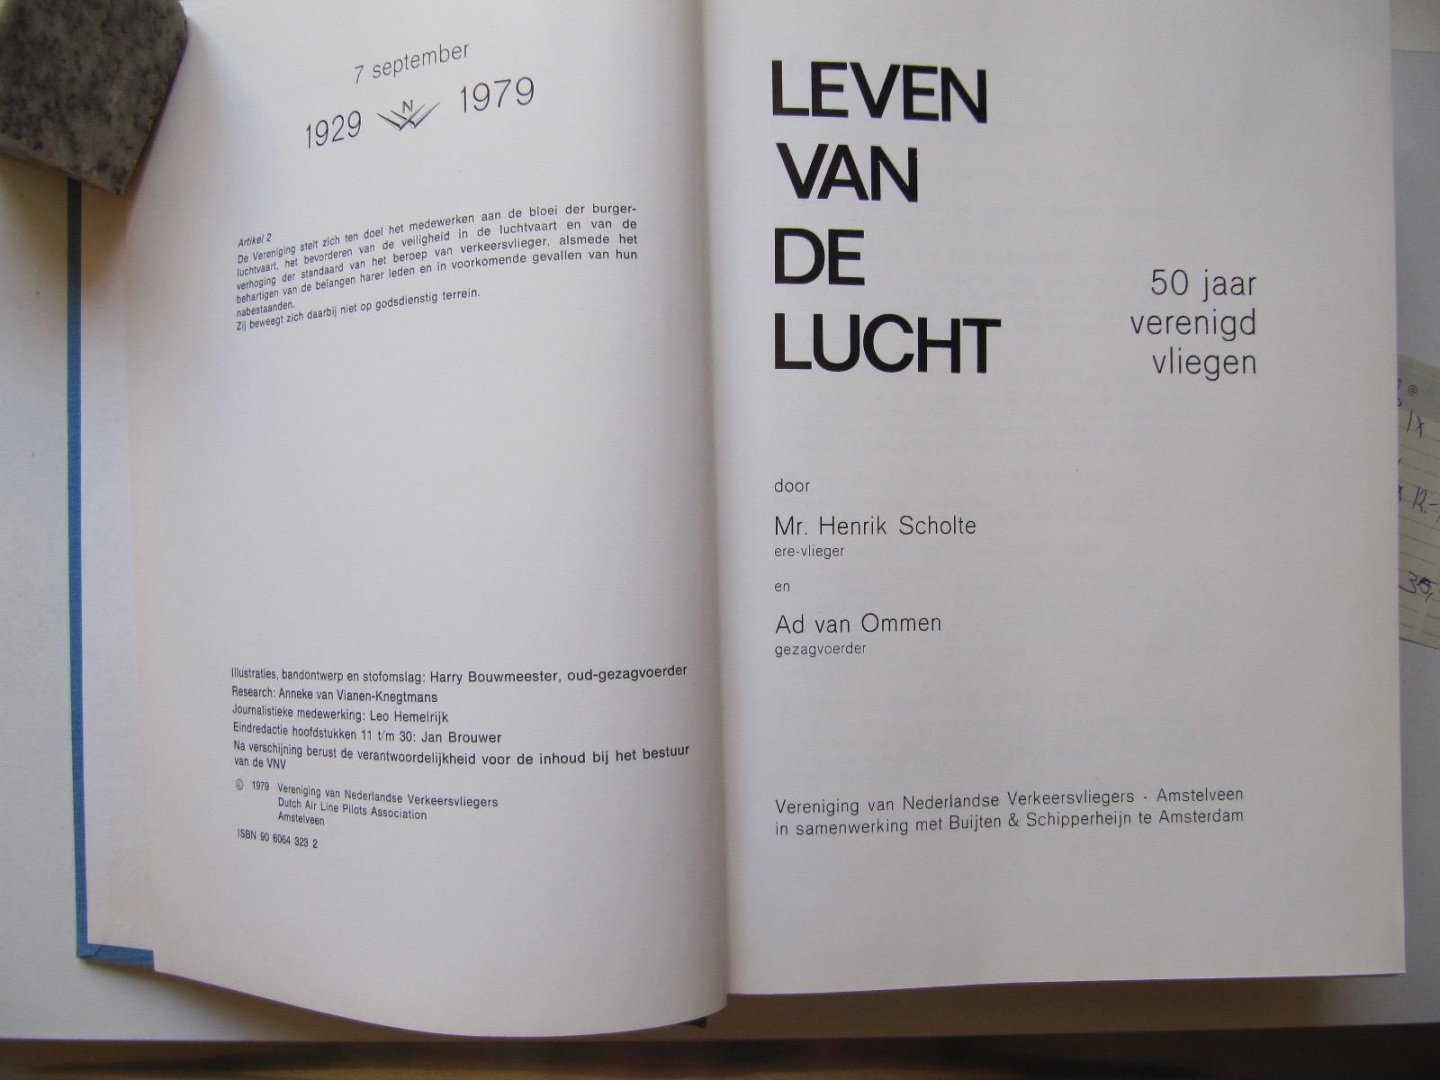 7 september
1929 VNV 1979
Artikel 2
De Vereniging stelt zich ten doel het medewerken aan de bloei der burger-
luchtvaart, het bevorderen van de veiligheid in de luchtvaart en van de
verhoging der standaard van het beroep van verkeersvlieger, alsmede het
behartigen van de belangen harer leden en in voorkomende gevallen van hun
nabestaanden.
Zij beweegt zich daarbij niet op godsdienstig terrein.
Illustraties, bandontwerp en stofomslag: Harry Bouwmeester, oud-gezagvoerder
Research: Anneke van Vianen-Knegtmans
Journalistieke medewerking: Leo Hemelrijk
Eindredactie hoofdstukken 11 t/m 30: Jan Brouwer
Na verschijning berust de verantwoordelijkheid voor de inhoud bij het bestuur
van de VNV
© 1979 Vereniging van Nederlandse Verkeersvliegers
Dutch Air Line Pilots Association
Amstelveen
ISBN 90 6064 323 2
LEVEN
VAN
DE
LUCHT
50 jaar
verenigd
vliegen
door
Mr. Henrik Scholte
ere-vlieger
en
Ad van Ommen
gezagvoerder
Vereniging van Nederlandse Verkeersvliegers - Amstelveen
in samenwerking met Buijten & Schipperheijn te Amsterdam